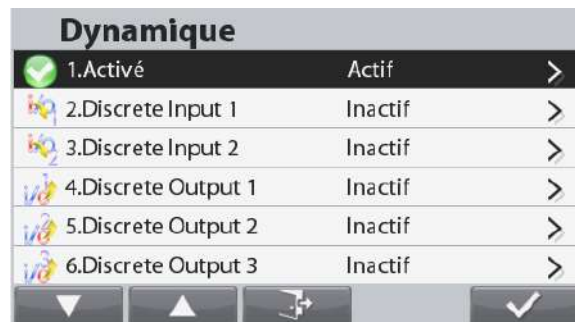 Dynamique
1.Activé Actif
2.Discrete Input 1 Inactif
3.Discrete Input 2 Inactif
4.Discrete Output 1 Inactif
5.Discrete Output 2 Inactif
6.Discrete Output 3 Inactif